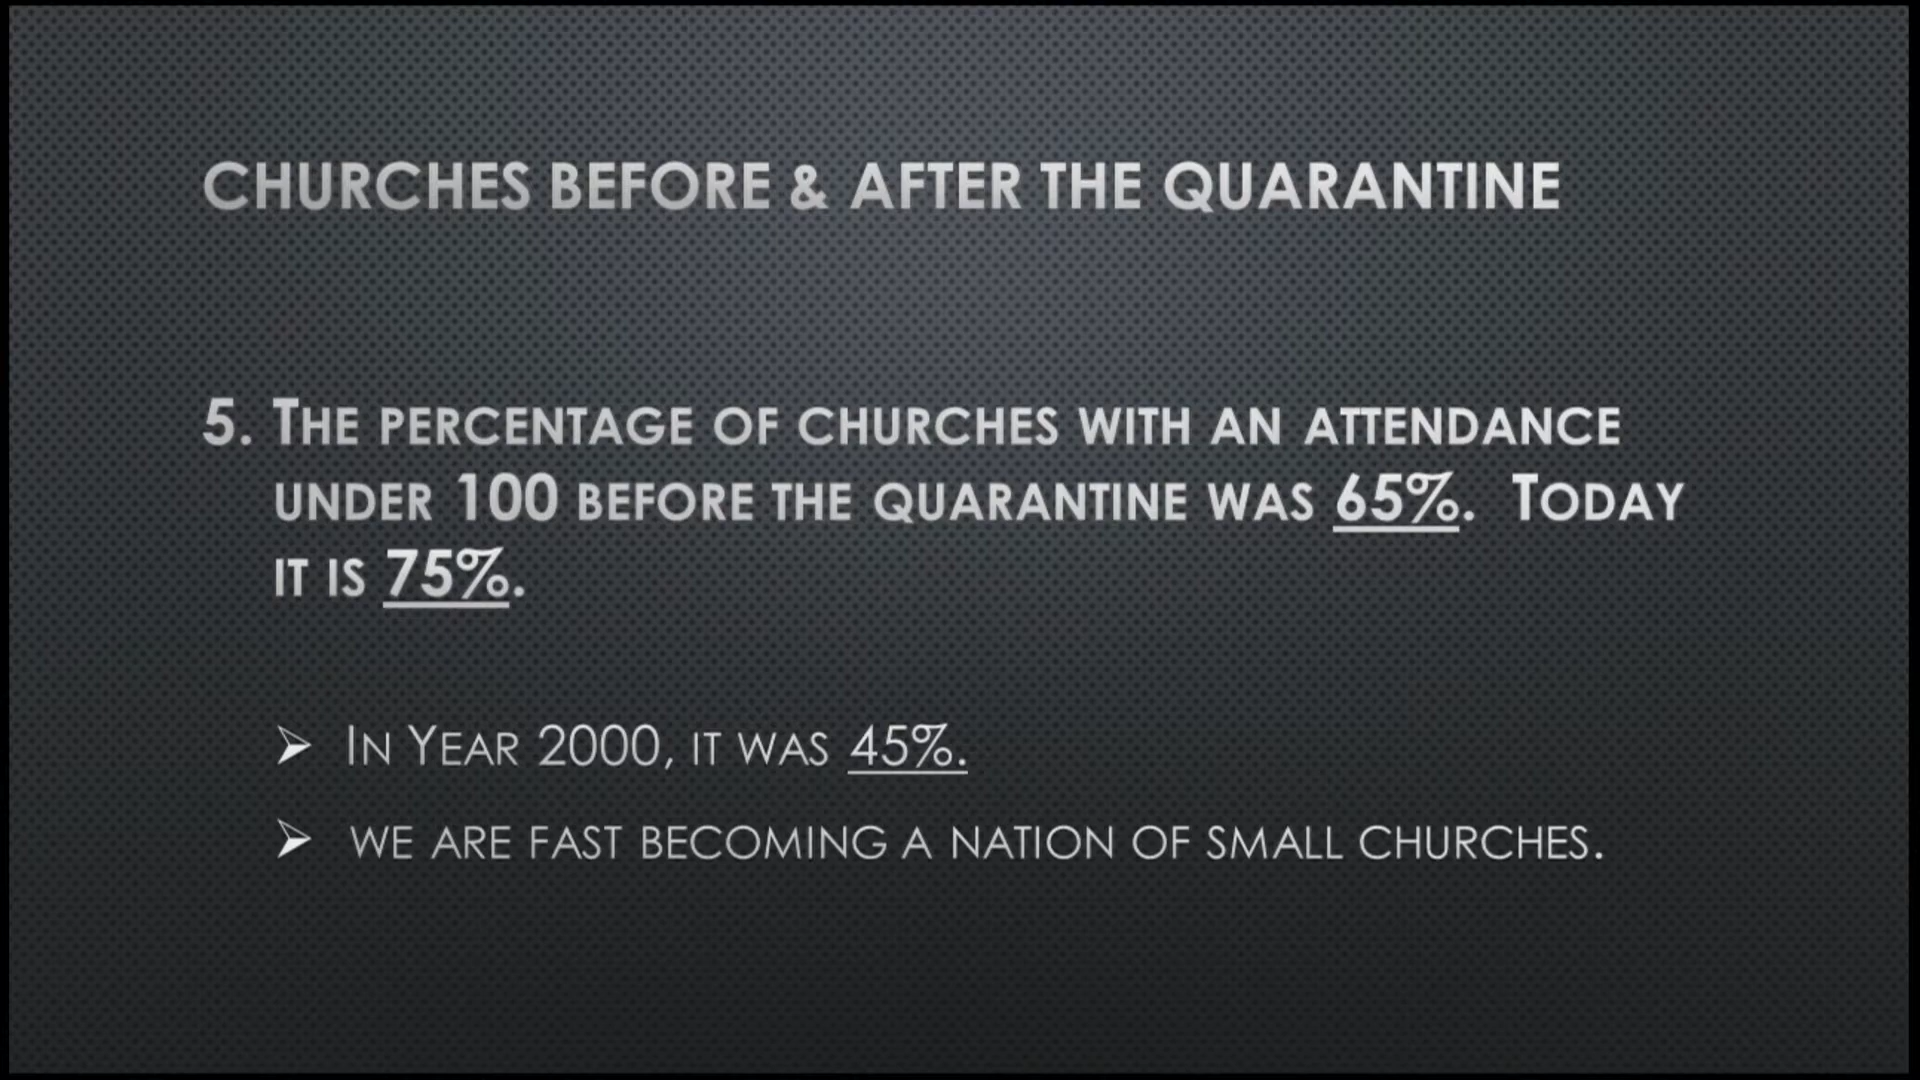 CHURCHES BEFORE & AFTER THE QUARANTINE
5. THE PERCENTAGE OF CHURCHES WITH AN ATTENDANCE
UNDER 100 BEFORE THE QUARANTINE WAS 65%. TODAY
IT IS 75%.
➢ IN YEAR 2000, IT WAS 45%.
➢ WE ARE FAST BECOMING A NATION OF SMALL CHURCHES.